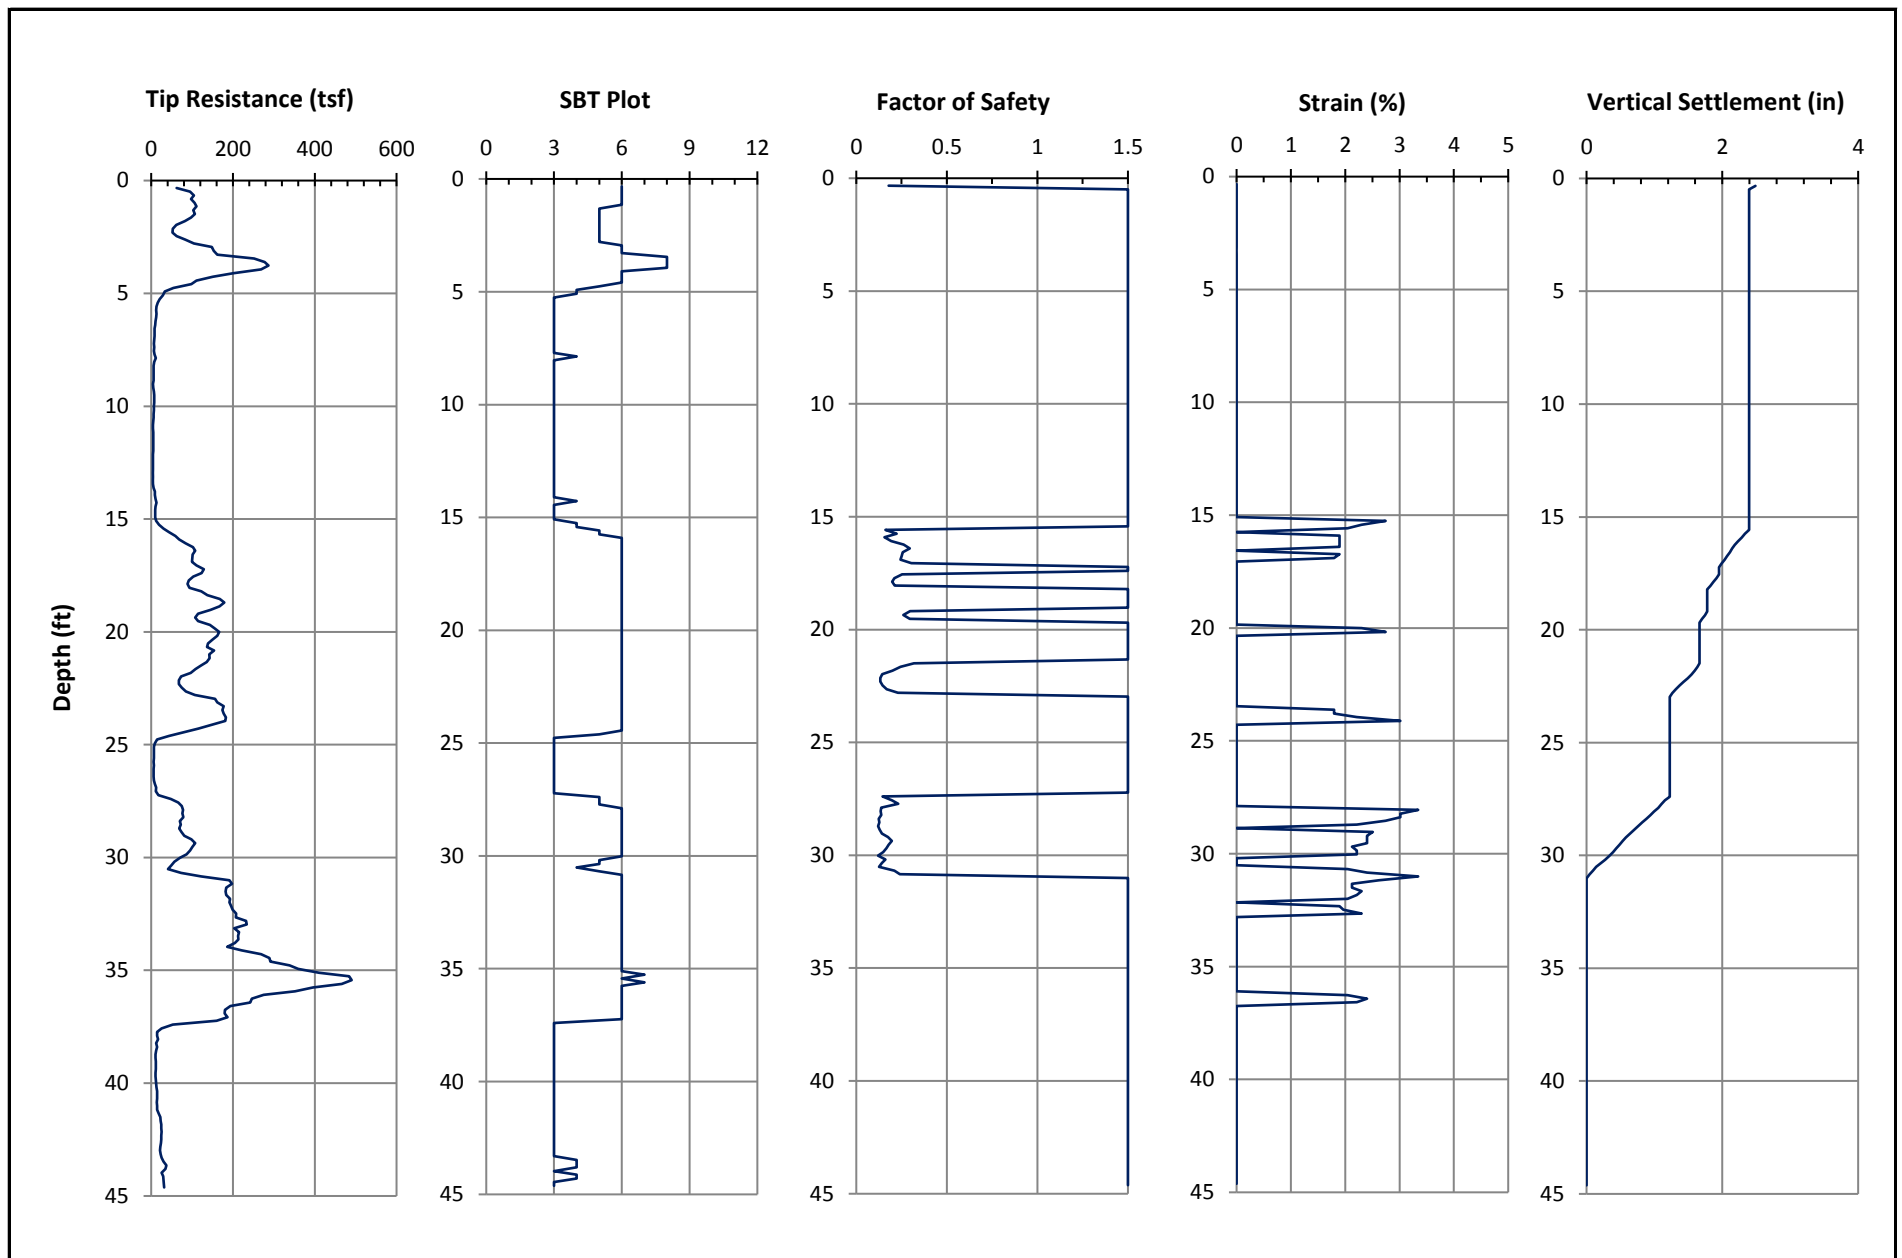 Tip Resistance (tsf)
SBT Plot
Factor of Safety
Strain (%)
Vertical Settlement (in)
0 200 400 600
0 3 6 9 12
0 0.5 1 1.5
0 1 2 3 4 5
0 2 4
0 0 0 0 0
5 5 5 5 5
10 10 10 10 10
15 15 15 15 15
20 20 20 20 20
25 25 25 25 25
30 30 30 30 30
35 35 35 35 35
40 40 40 40 40
45 45 45 45 45
Depth (ft)